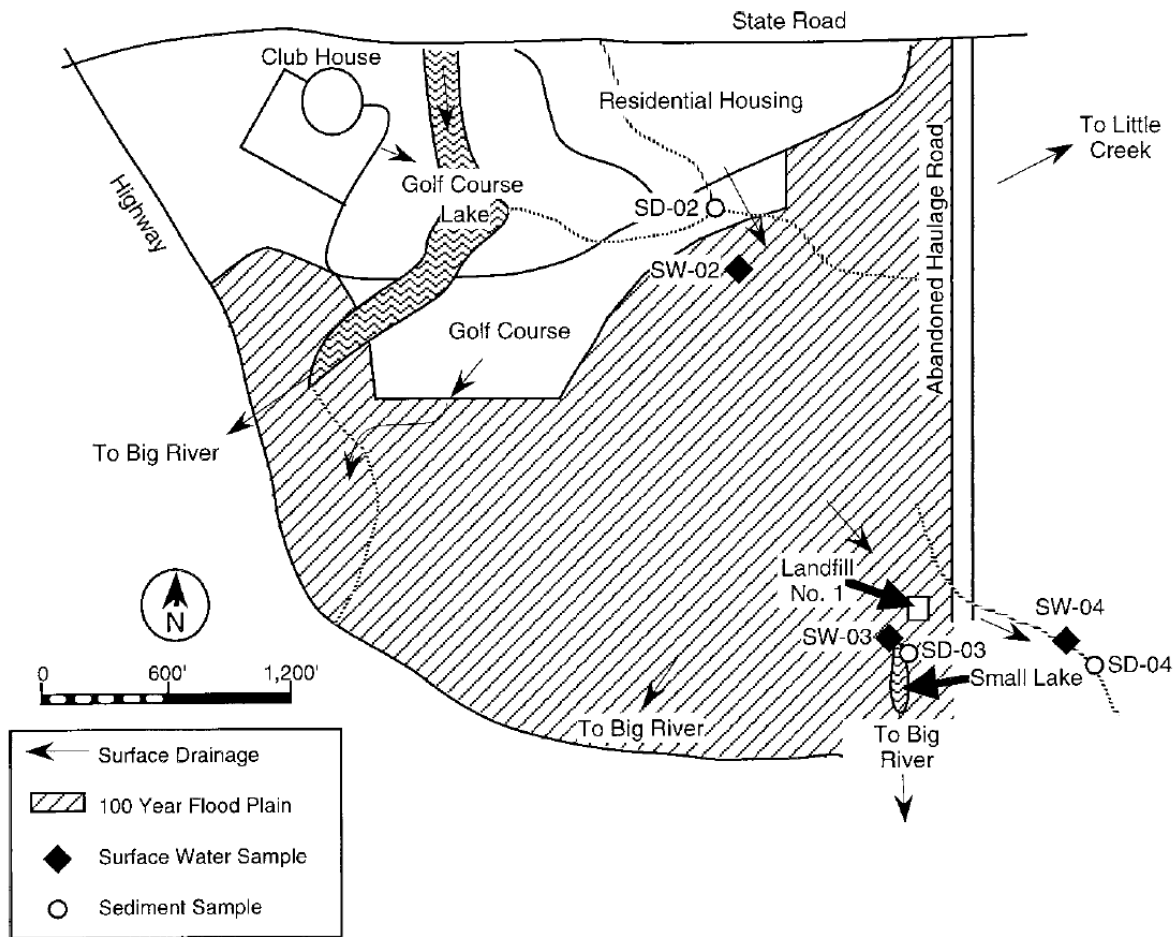 State Road
Club House
Residential Housing
To Little
Creek
Highway
Golf Course
Lake
SD-02
SW-02
Abandoned Haulage Road
Golf Course
To Big River
Landfill
No. 1
SW-04
SW-03
SD-03
SD-04
Small Lake
N
0 600' 1,200'
To Big River
To Big
River
Surface Drainage
100 Year Flood Plain
Surface Water Sample
Sediment Sample